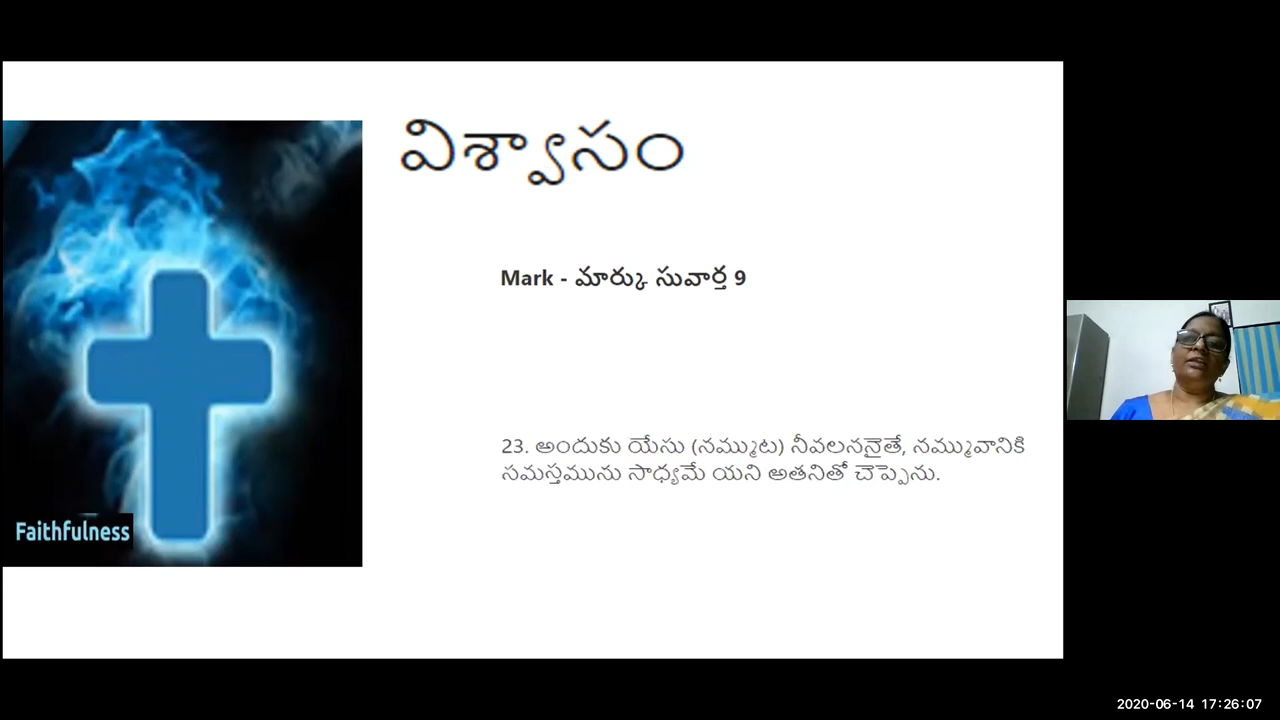 విశ్వాసం
Mark - మార్కు సువార్త 9
23. అందుకు యేసు (నమ్ముట) నీవలననైతే, నమ్మువానికి
సమస్తమును సాధ్యమే యని అతనితో చెప్పెను.
Faithfulness
2020-06-14 17:26:07